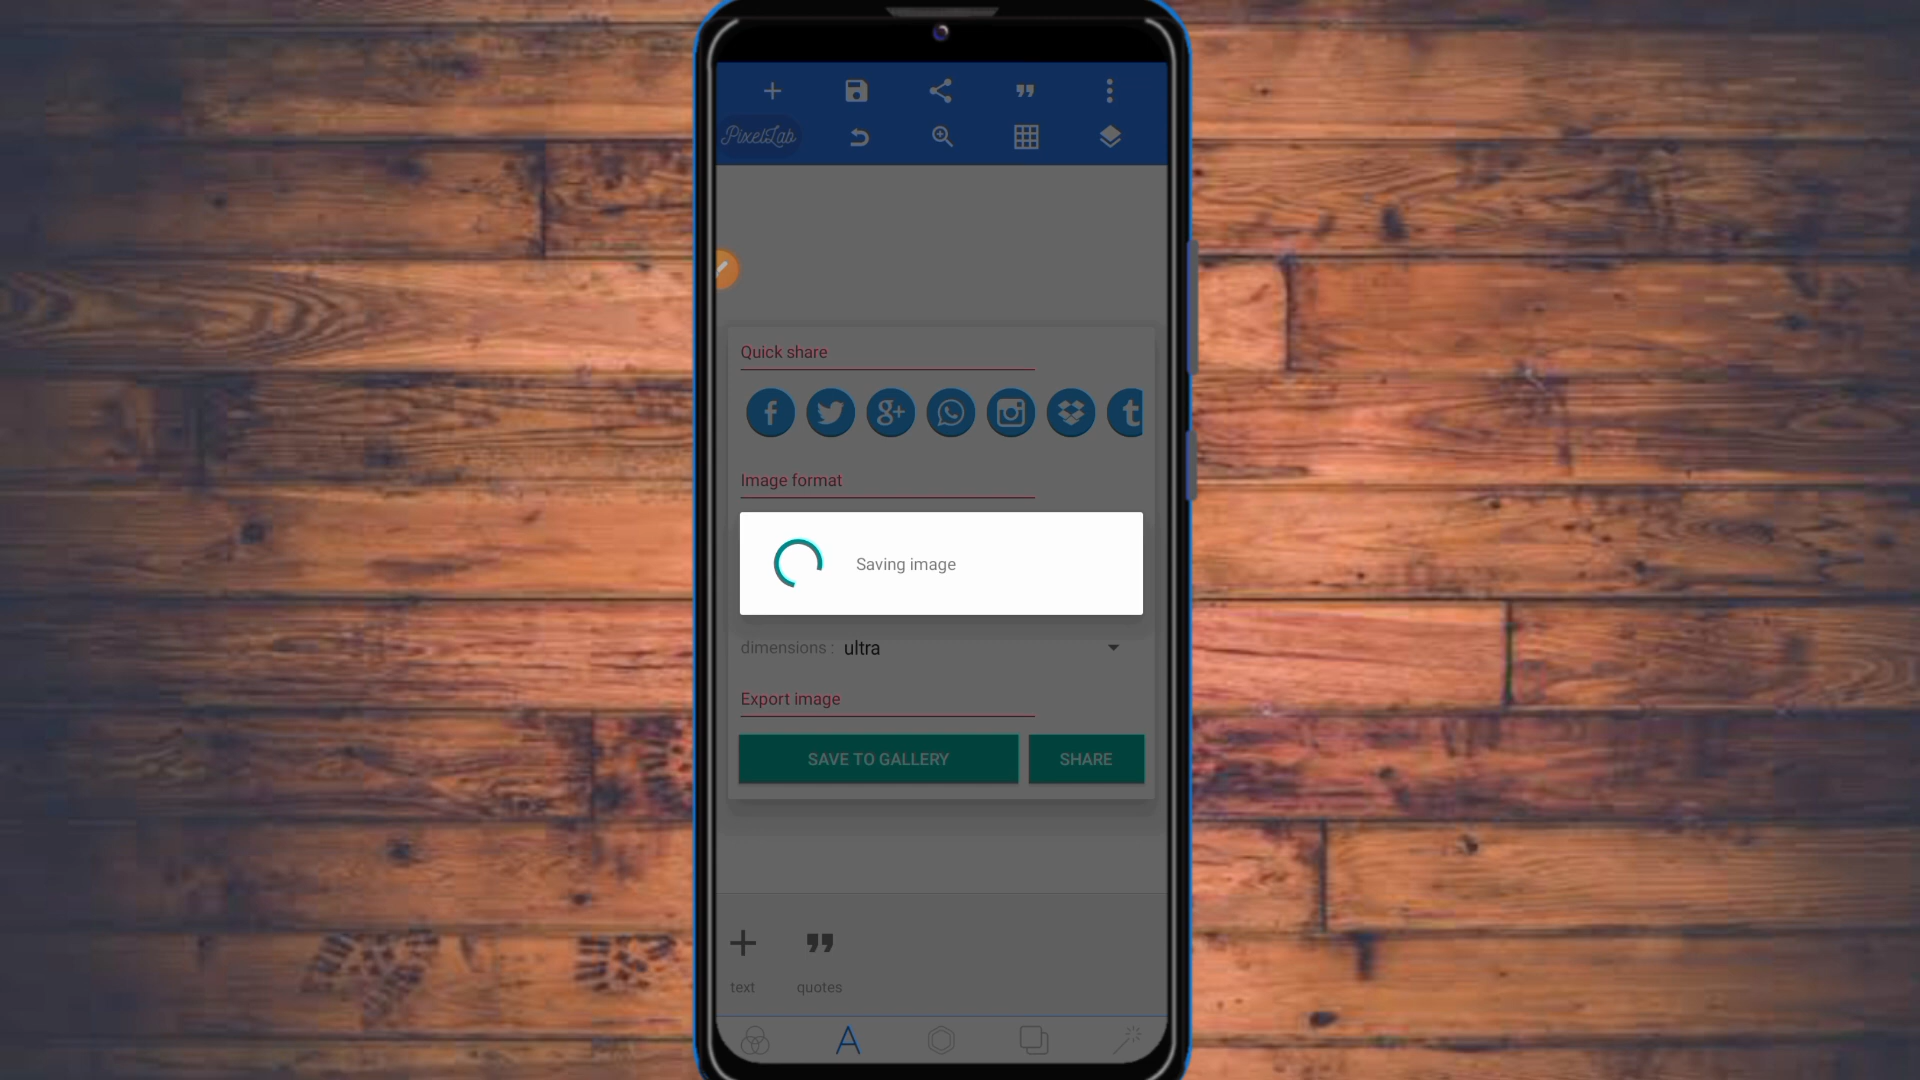 PixelLab
Quick share
Image format
Saving image
dimensions : ultra
Export image
SAVE TO GALLERY SHARE
text quotes